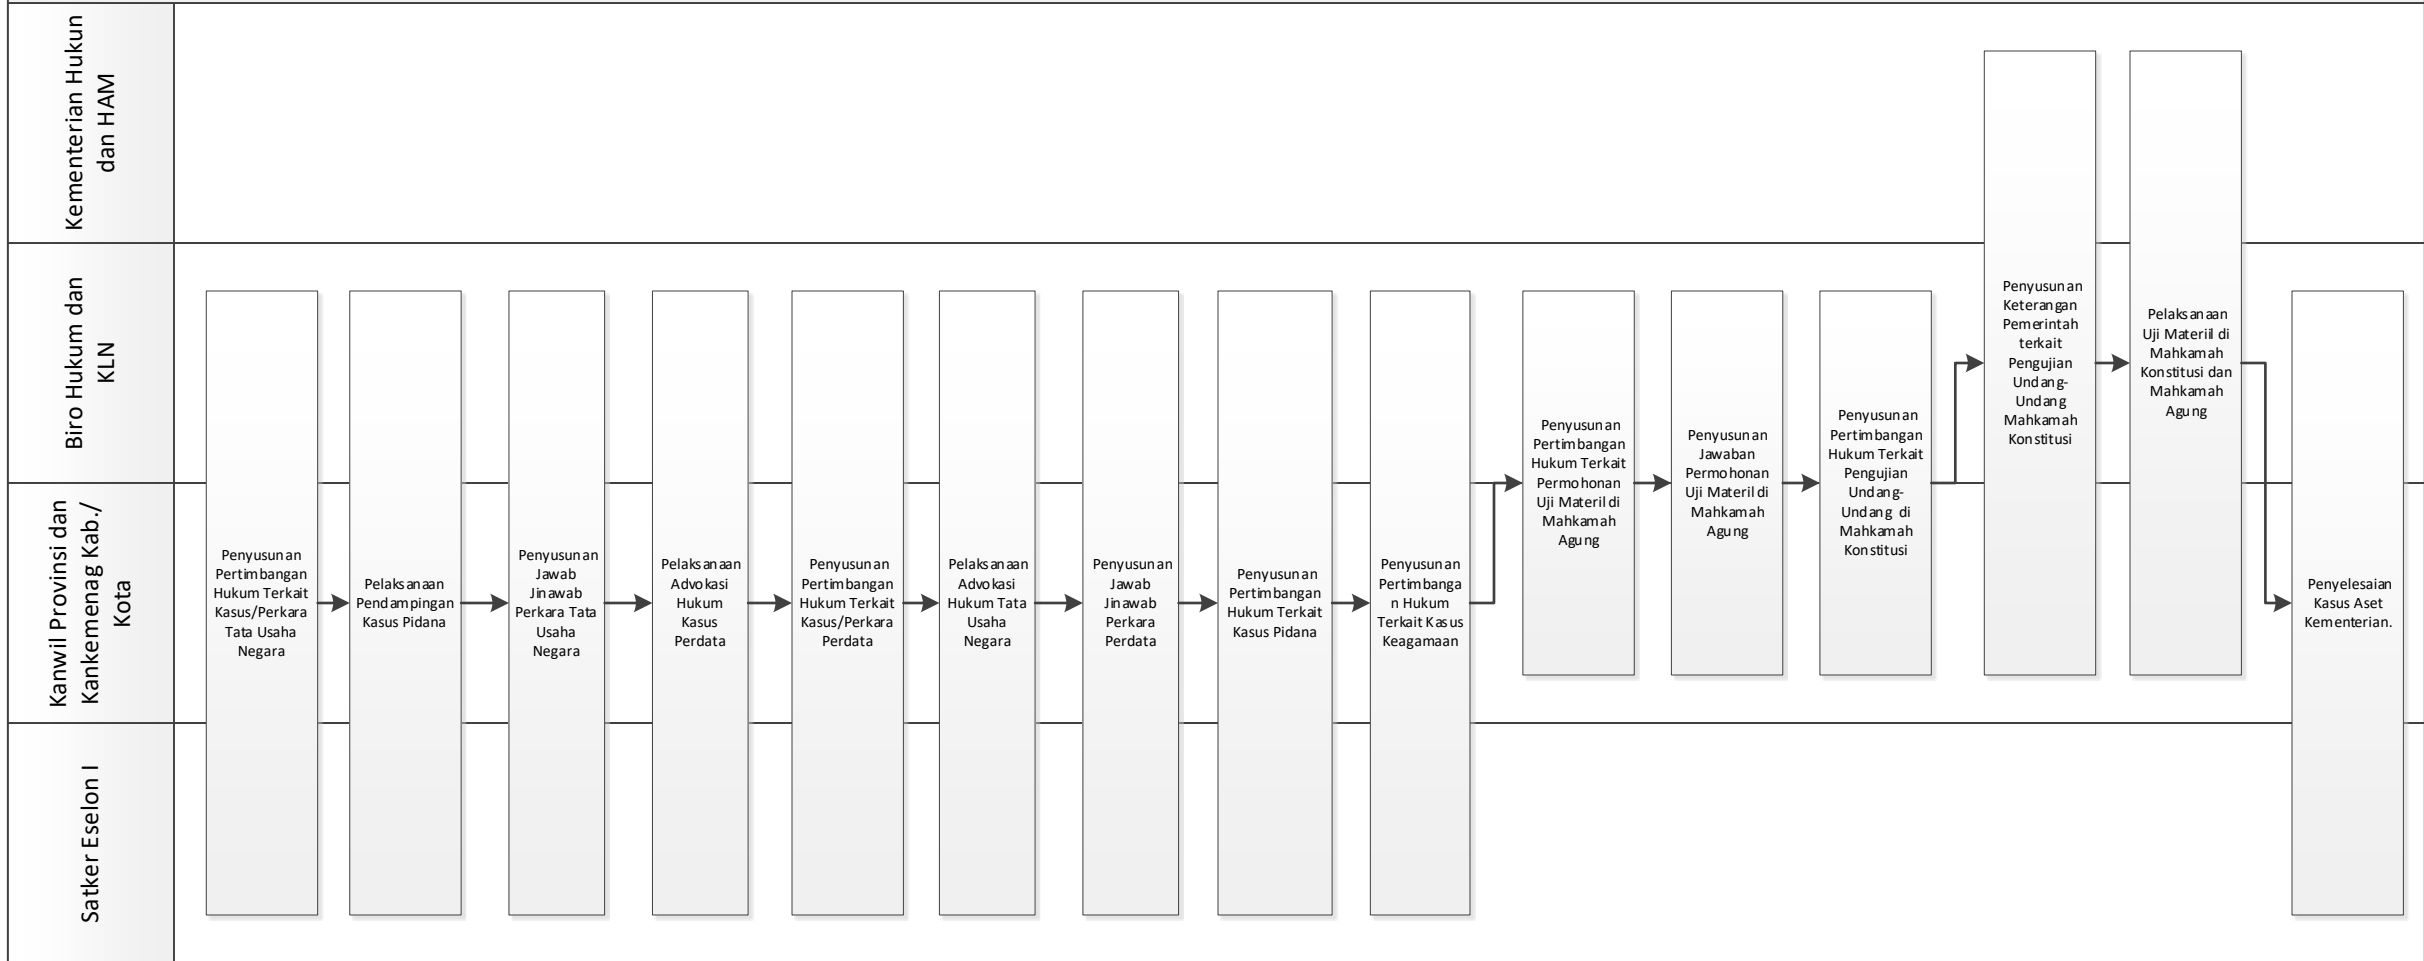 Kementerian Hukun
dan HAM
Biro Hukum dan
KLN
Kanwil Provinsi dan
Kankemenag Kab./
Kota
Satker Eselon I
Penyusunan
Pertimbangan
Hukum Terkait
Kasus/Perkara
Tata Usaha
Negara
Pelaksanaan
Pendampingan
Kasus Pidana
Penyusunan
Jawab
Jinawab
Perkara Tata
Usaha
Negara
Pelaksanaan
Advokasi
Hukum
Kasus
Perdata
Penyusunan
Pertimbangan
Hukum Terkait
Kasus/Perkara
Perdata
Pelaksanaan
Advokasi
Hukum Tata
Usaha
Negara
Penyusunan
Jawab
Jinawab
Perkara
Perdata
Penyusunan
Pertimbangan
Hukum Terkait
Kasus Pidana
Penyusunan
Pertimbanga
n Hukum
Terkait Kasus
Keagamaan
Penyusunan
Pertimbangan
Hukum Terkait
Permohonan
Uji Materil di
Mahkamah
Agung
Penyusunan
Jawaban
Permohonan
Uji Materil di
Mahkamah
Agung
Penyusunan
Pertimbangan
Hukum Terkait
Pengujian
Undang-
Undang di
Mahkamah
Konstitusi
Penyusunan
Keterangan
Pemerintah
terkait
Pengujian
Undang-
Undang
Mahkamah
Konstitusi
Pelaksanaan
Uji Materiil di
Mahkamah
Konstitusi dan
Mahkamah
Agung
Penyelesaian
Kasus Aset
Kementerian.